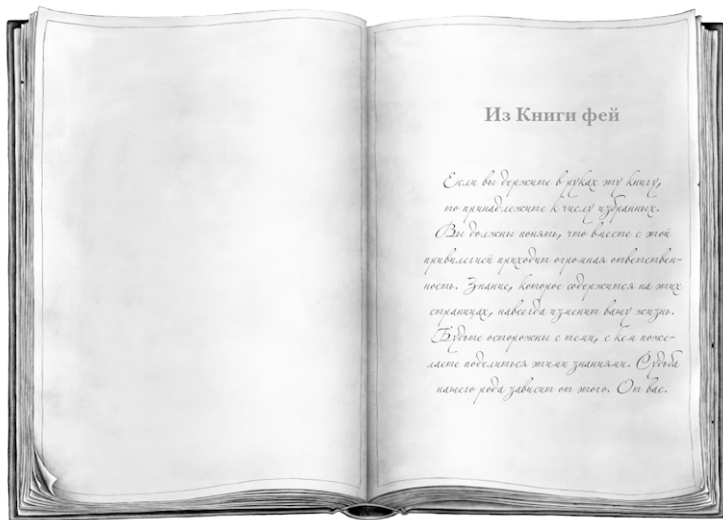 Из Книги фей
Если вы держите в руках эту книгу,
то принадлежите к числу избранных.
Вы должны понять, что вместе с этой
привилегией приходит огромная ответствен-
ность. Знание, которое содержится на этих
страницах, навсегда изменит вашу жизнь.
Будьте осторожны с теми, с кем поже-
лаете поделиться этими знаниями. Судьба
нашего рода зависит от этого. От вас.